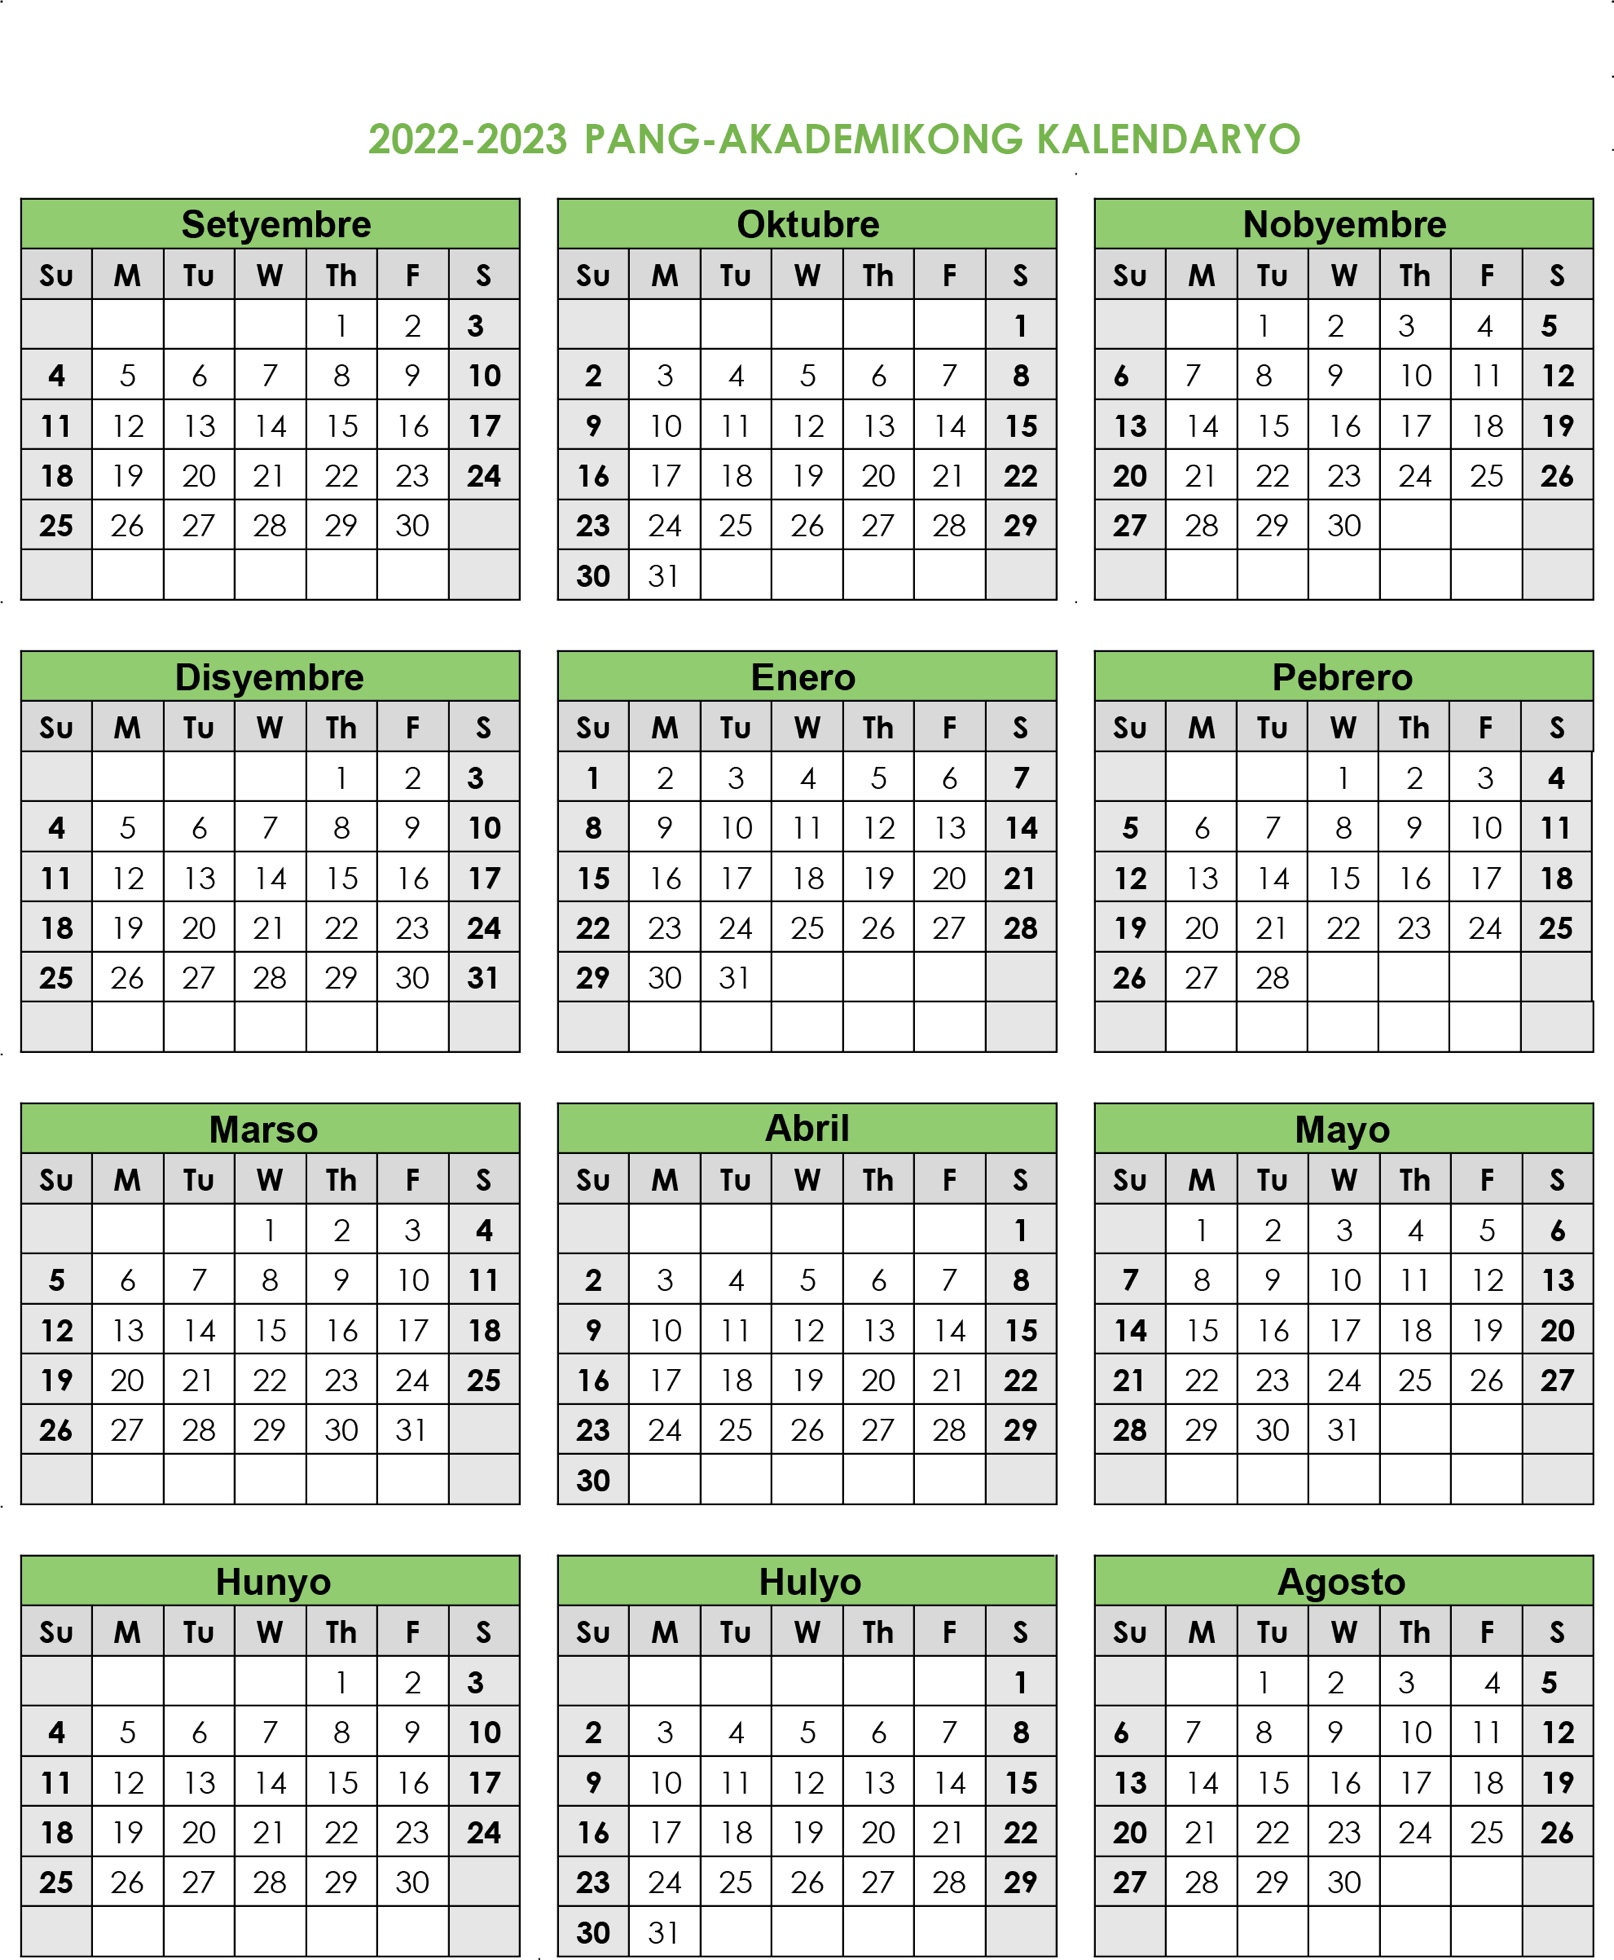 2022-2023 PANG-AKADEMIKONG KALENDARYO
Setyembre
Su M Tu W Th F S
1 2 3
4 5 6 7 8 9 10
11 12 13 14 15 16 17
18 19 20 21 22 23 24
25 26 27 28 29 30
Oktubre
Su M Tu W Th F S
1
2 3 4 5 6 7 8
9 10 11 12 13 14 15
16 17 18 19 20 21 22
23 24 25 26 27 28 29
30 31
Nobyembre
Su M Tu W Th F S
1 2 3 4 5
6 7 8 9 10 11 12
13 14 15 16 17 18 19
20 21 22 23 24 25 26
27 28 29 30
Disyembre
Su M Tu W Th F S
1 2 3
4 5 6 7 8 9 10
11 12 13 14 15 16 17
18 19 20 21 22 23 24
25 26 27 28 29 30 31
Enero
Su M Tu W Th F S
1 2 3 4 5 6 7
8 9 10 11 12 13 14
15 16 17 18 19 20 21
22 23 24 25 26 27 28
29 30 31
Pebrero
Su M Tu W Th F S
1 2 3 4
5 6 7 8 9 10 11
12 13 14 15 16 17 18
19 20 21 22 23 24 25
26 27 28
Marso
Su M Tu W Th F S
1 2 3 4
5 6 7 8 9 10 11
12 13 14 15 16 17 18
19 20 21 22 23 24 25
26 27 28 29 30 31
Abril
Su M Tu W Th F S
1
2 3 4 5 6 7 8
9 10 11 12 13 14 15
16 17 18 19 20 21 22
23 24 25 26 27 28 29
30
Mayo
Su M Tu W Th F S
1 2 3 4 5 6
7 8 9 10 11 12 13
14 15 16 17 18 19 20
21 22 23 24 25 26 27
28 29 30 31
Hunyo
Su M Tu W Th F S
1 2 3
4 5 6 7 8 9 10
11 12 13 14 15 16 17
18 19 20 21 22 23 24
25 26 27 28 29 30
Hulyo
Su M Tu W Th F S
1
2 3 4 5 6 7 8
9 10 11 12 13 14 15
16 17 18 19 20 21 22
23 24 25 26 27 28 29
30 31
Agosto
Su M Tu W Th F S
1 2 3 4 5
6 7 8 9 10 11 12
13 14 15 16 17 18 19
20 21 22 23 24 25 26
27 28 29 30